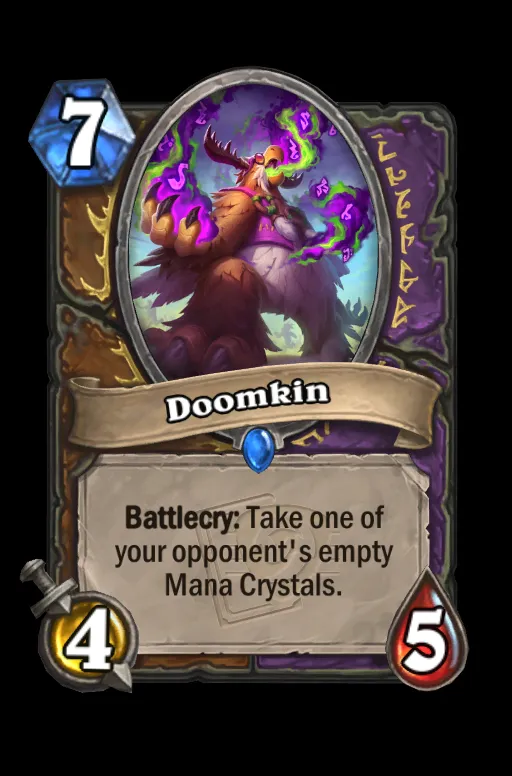 7
Doomkin
Battlecry: Take one of
your opponent's empty
Mana Crystals.
4
5